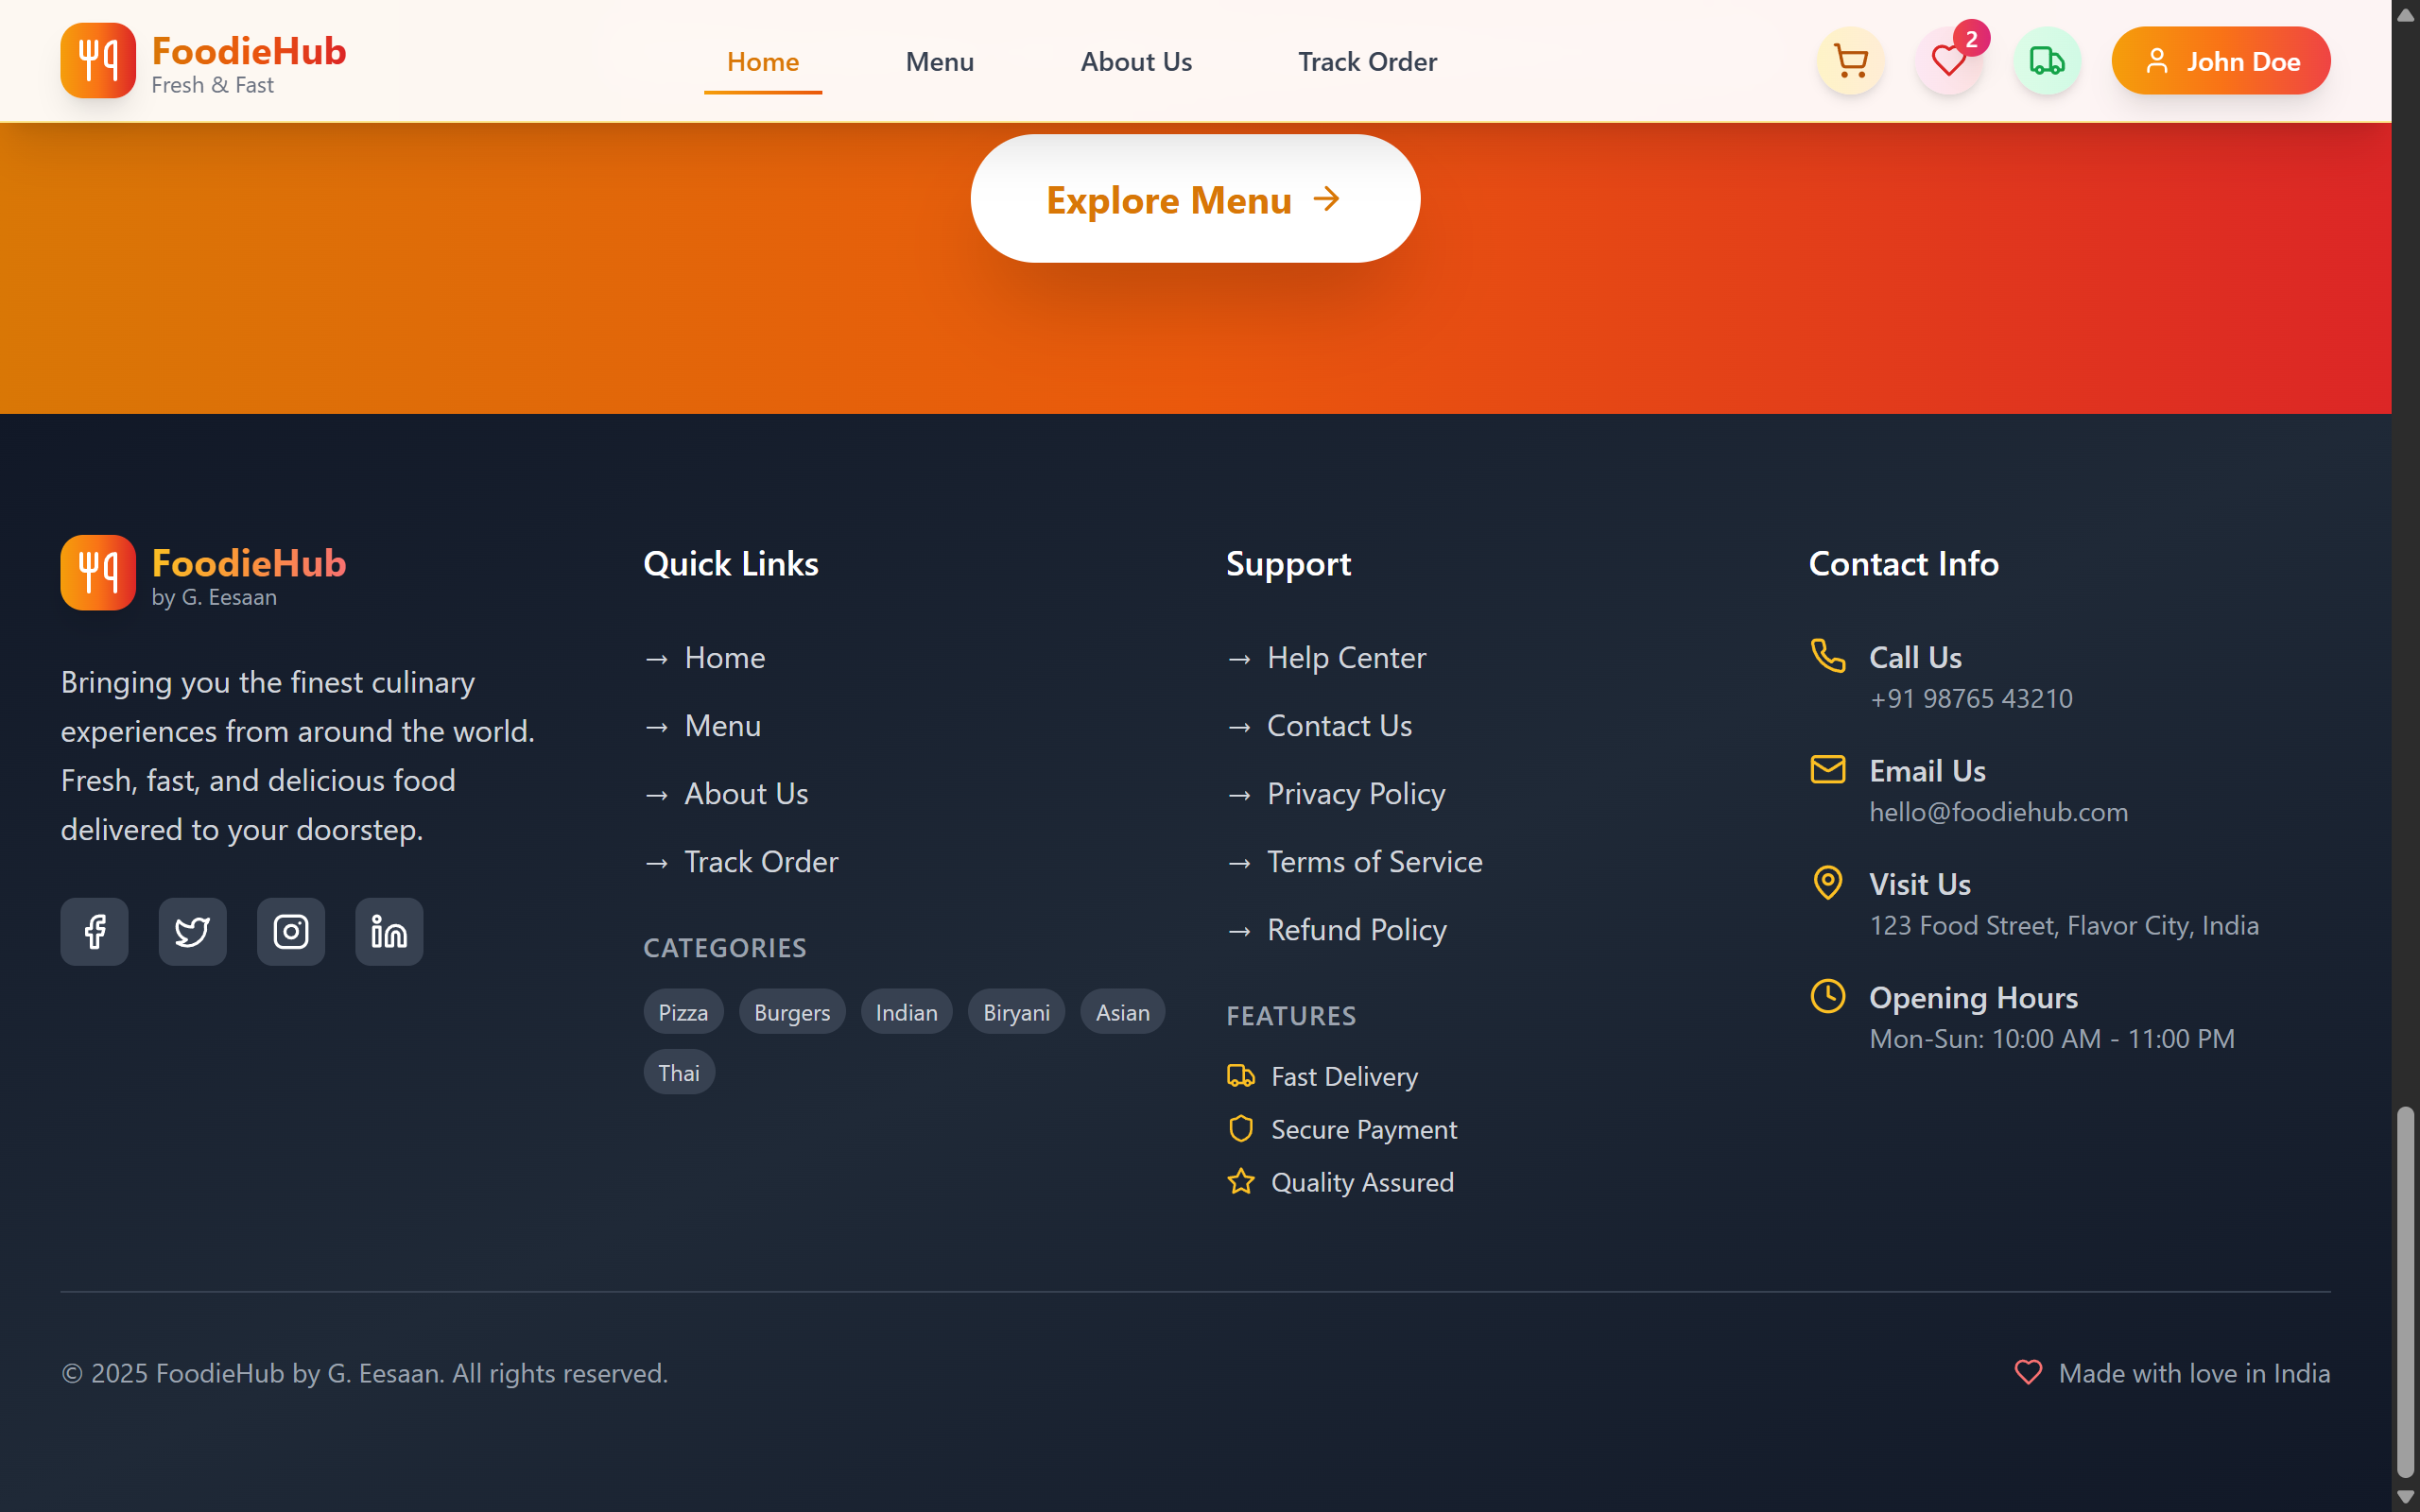 FoodieHub
Fresh & Fast
Home
Menu
About Us
Track Order
2
John Doe
Explore Menu →
FoodieHub
by G. Eesaan
Bringing you the finest culinary
experiences from around the world.
Fresh, fast, and delicious food
delivered to your doorstep.
Quick Links
→ Home
→ Menu
→ About Us
→ Track Order
CATEGORIES
Pizza Burgers Indian Biryani Asian
Thai
Support
→ Help Center
→ Contact Us
→ Privacy Policy
→ Terms of Service
→ Refund Policy
FEATURES
Fast Delivery
Secure Payment
Quality Assured
Contact Info
Call Us
+91 98765 43210
Email Us
hello@foodiehub.com
Visit Us
123 Food Street, Flavor City, India
Opening Hours
Mon-Sun: 10:00 AM - 11:00 PM
© 2025 FoodieHub by G. Eesaan. All rights reserved.
Made with love in India